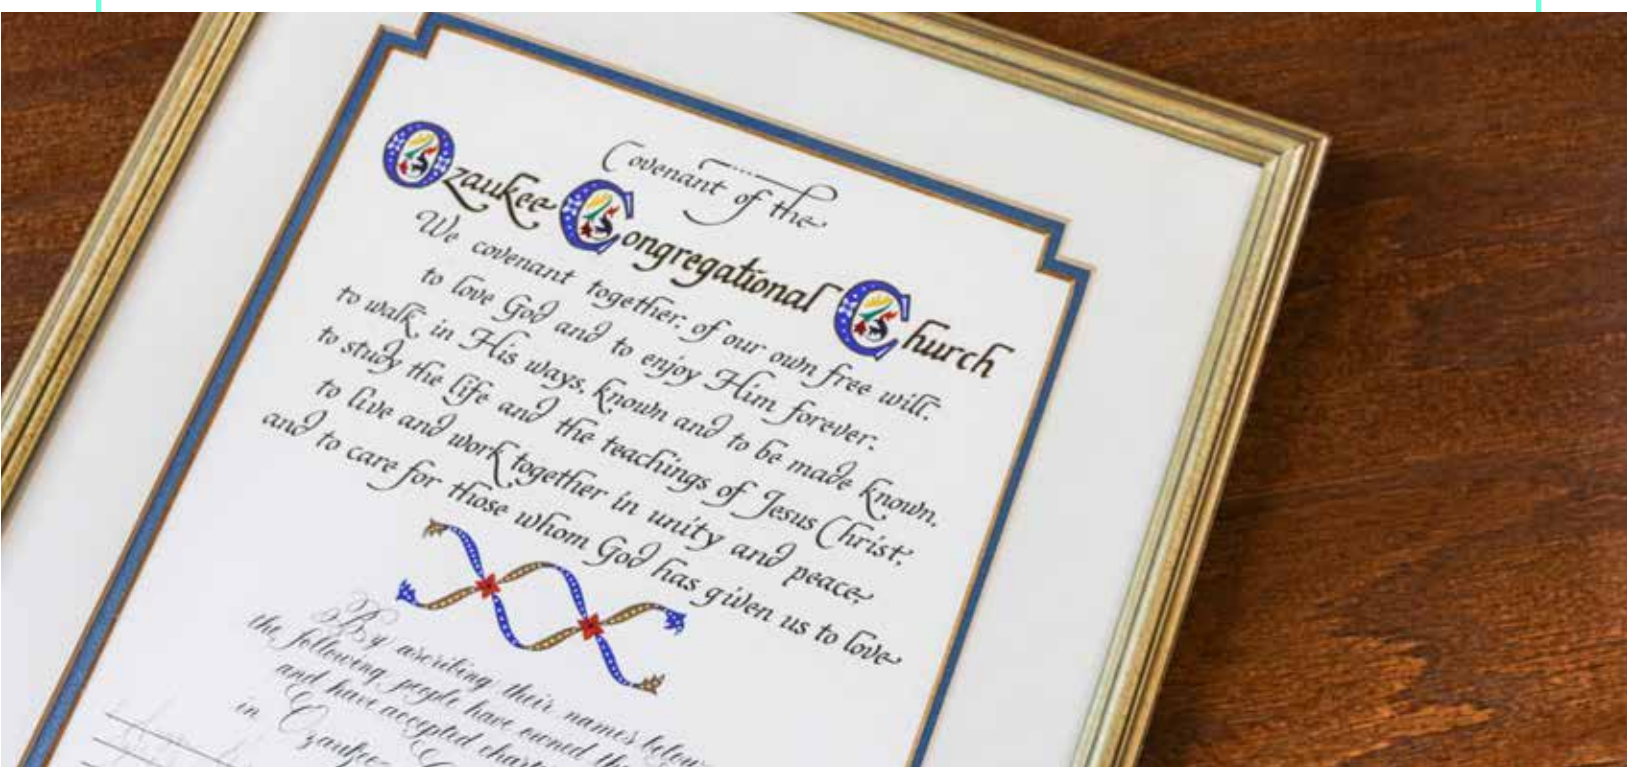 Covenant of the
Ozaukee Congregational Church
We covenant together, of our own free will,
to love God and to enjoy Him forever,
to walk in His ways, known and to be made known,
to study the life and the teachings of Jesus Christ,
to live and work together in unity and peace,
and to care for those whom God has given us to love
By ascribing their names below
the following people have owned
and have accepted
in Ozaukee